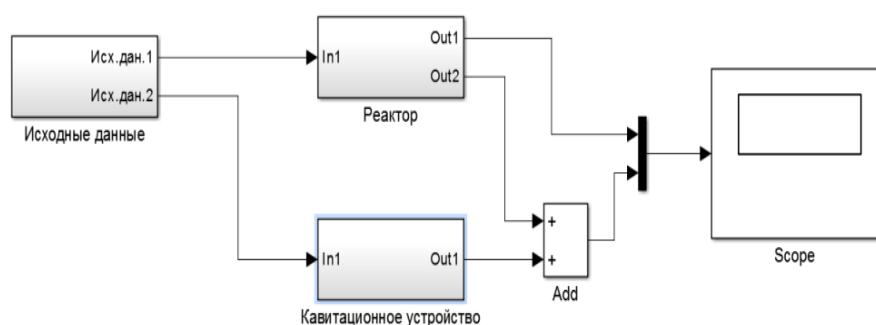 Исх.дан.1
Исх.дан.2
Исходные данные
In1
Out1
Out2
Реактор
In1
Out1
Кавитационное устройство
+
+
Add
Scope